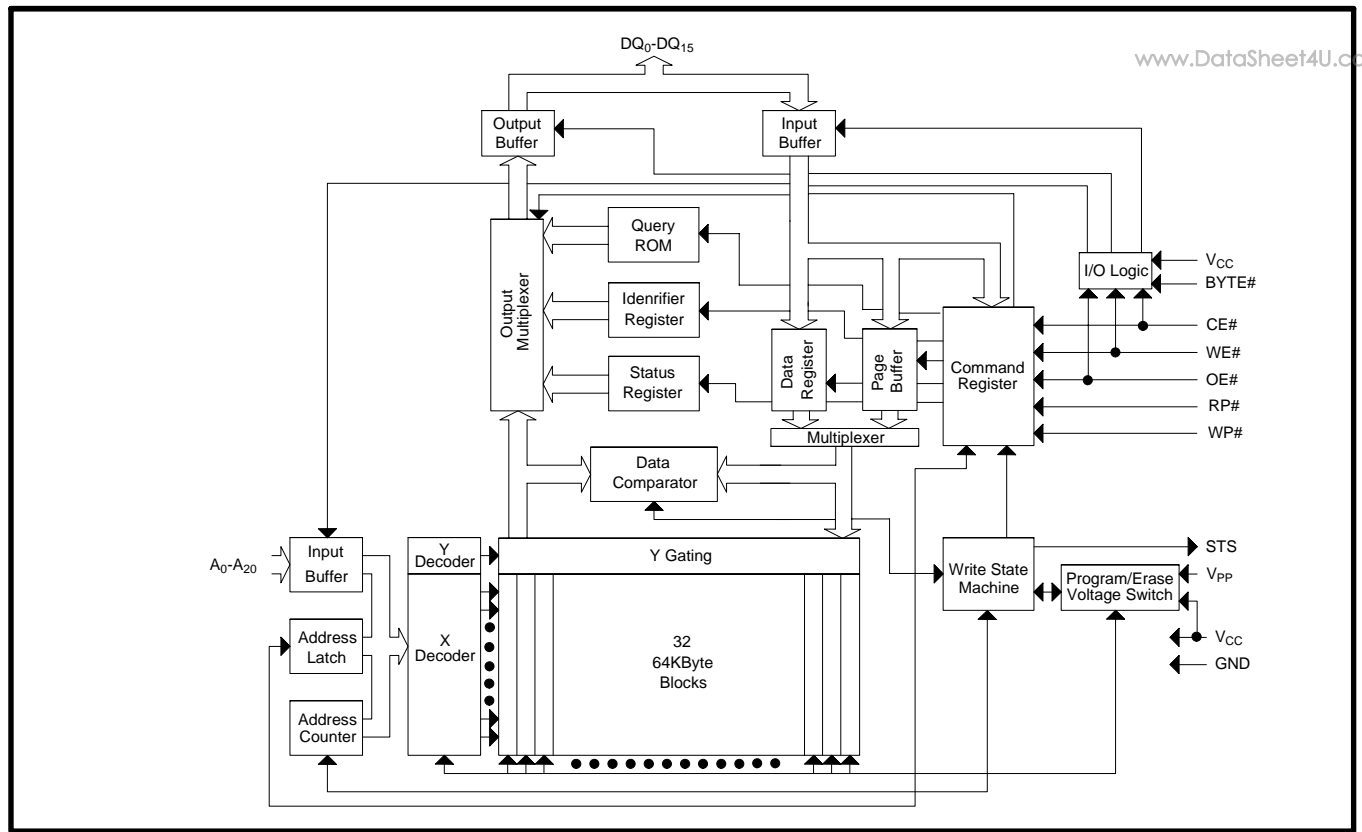 DQ0-DQ15
www.DataSheet4U.co
Output
Buffer
Input
Buffer
Output
Multiplexer
Query
ROM
Idenrifier
Register
Status
Register
Data
Register
Page
Buffer
Multiplexer
Command
Register
I/O Logic
VCC
BYTE#
CE#
WE#
OE#
RP#
WP#
Data
Comparator
A0-A20
Input
Buffer
Y
Decoder
Y Gating
Address
Latch
X
Decoder
Address
Counter
32
64KByte
Blocks
Write State
Machine
Program/Erase
Voltage Switch
STS
VPP
VCC
GND